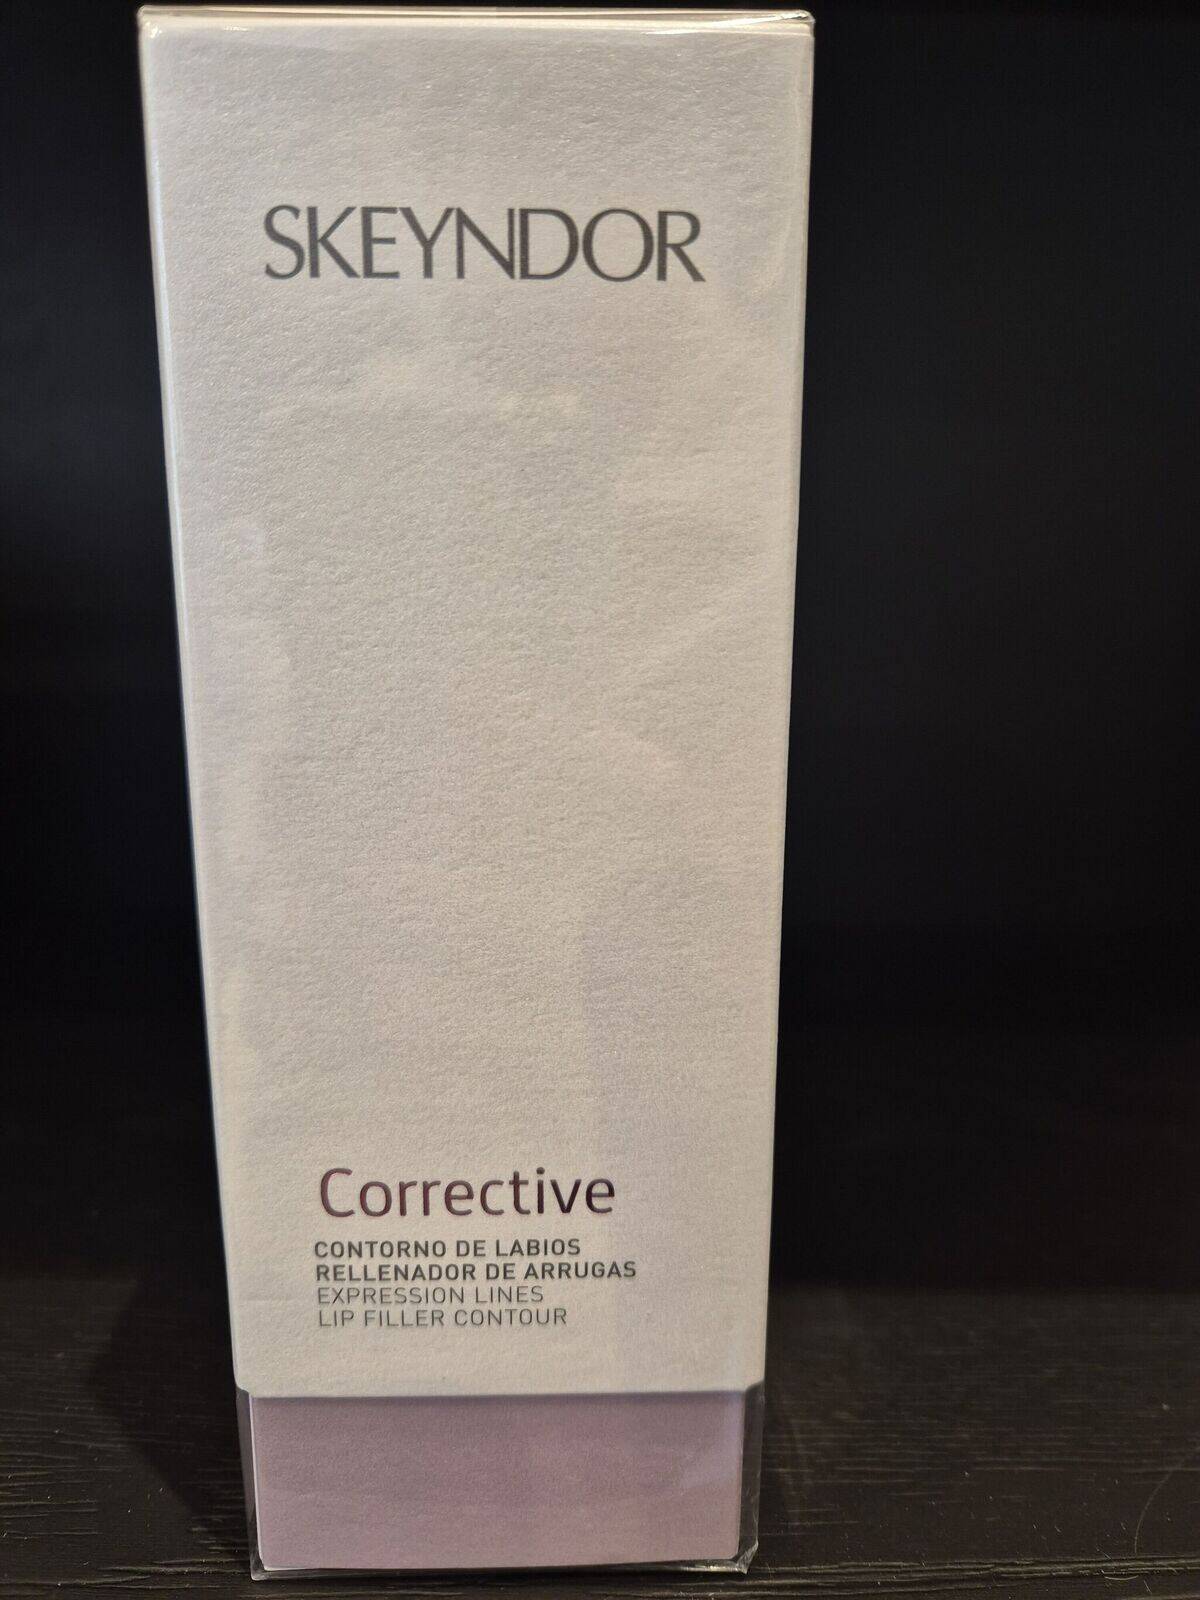 SKEYNDOR
Corrective
CONTORNO DE LABIOS
RELLENADOR DE ARRUGAS
EXPRESSION LINES
LIP FILLER CONTOUR